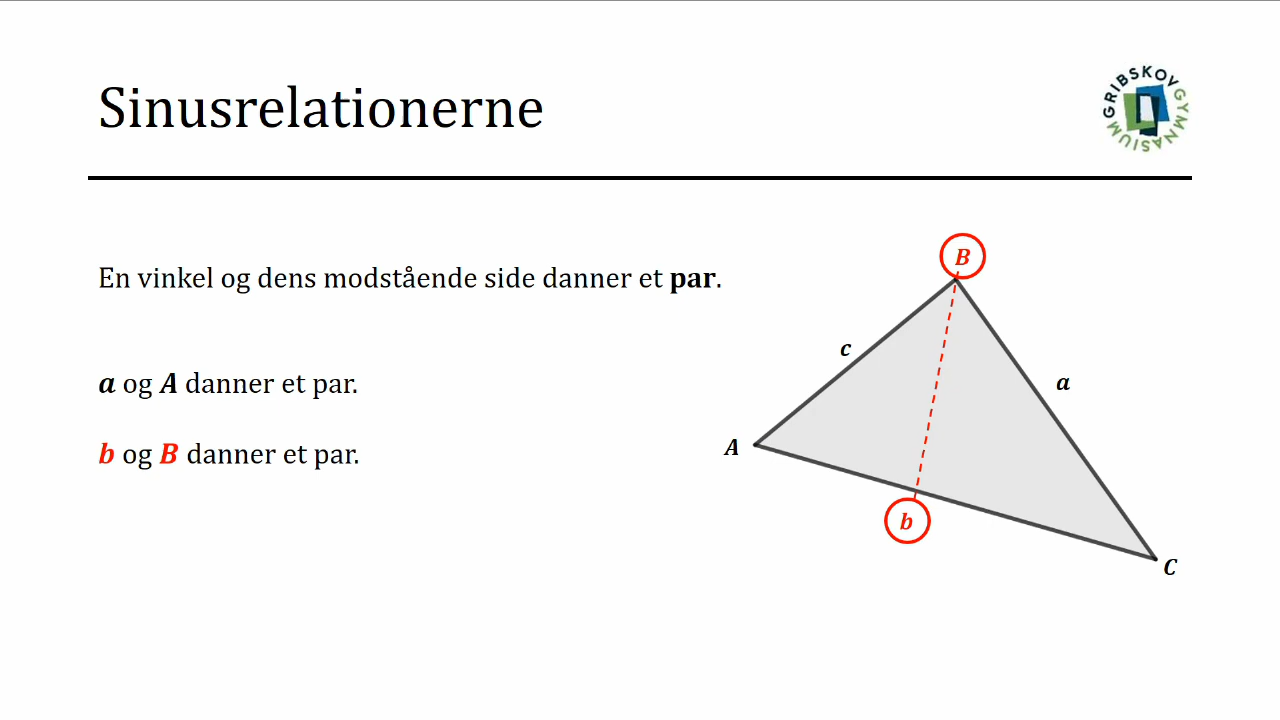 Sinusrelationerne
GRIBSKOV GYMNASIUM
En vinkel og dens modstående side danner et par.
a og A danner et par.
b og B danner et par.
B
c
a
A
b
C